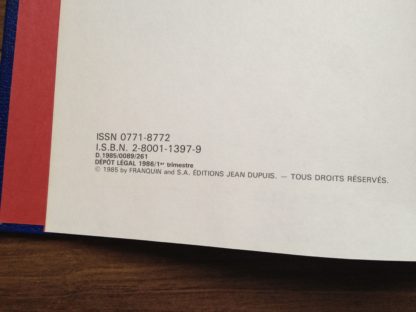 ISSN 0771-8772
I.S.B.N. 2-8001-1397-9
D.1985/0089/261
DÉPÔT LÉGAL 1986/1er trimestre
© 1985 by FRANQUIN and S.A. ÉDITIONS JEAN DUPUIS. — TOUS DROITS RÉSERVÉS.